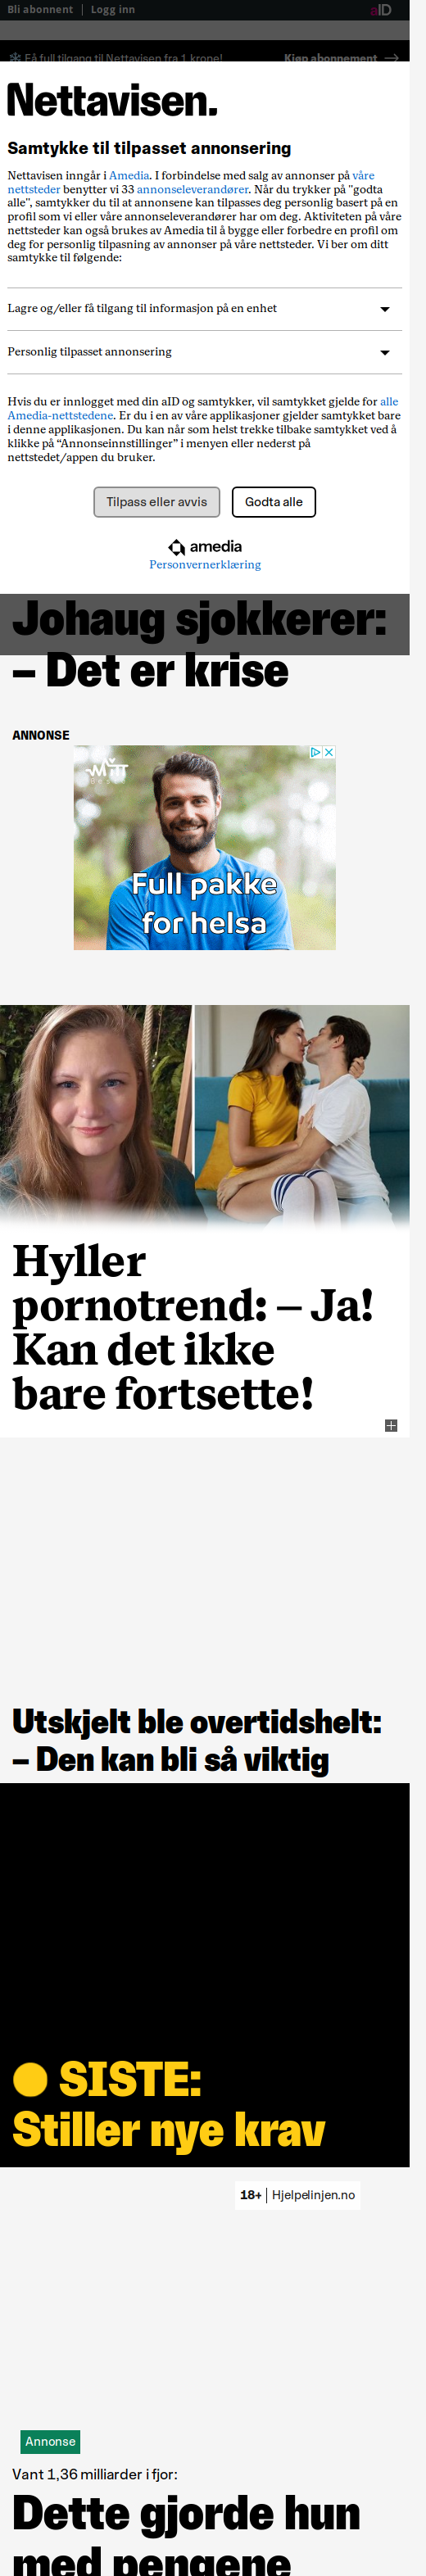 Bli abonnent | Logg inn
aID
Få full tilgang til Nettavisen fra 1 krone!
Kjøp abonnement →
Nettavisen.
Samtykke til tilpasset annonsering
Nettavisen inngår i Amedia. I forbindelse med salg av annonser på våre
nettsteder benytter vi 33 annonseleverandører. Når du trykker på "godta
alle", samtykker du til at annonsene kan tilpasses deg personlig basert på en
profil som vi eller våre annonseleverandører har om deg. Aktiviteten på våre
nettsteder kan også brukes av Amedia til å bygge eller forbedre en profil om
deg for personlig tilpasning av annonser på våre nettsteder. Vi ber om ditt
samtykke til følgende:
Lagre og/eller få tilgang til informasjon på en enhet
Personlig tilpasset annonsering
Hvis du er innlogget med din aID og samtykker, vil samtykket gjelde for alle
Amedia-nettstedene. Er du i en av våre applikasjoner gjelder samtykket bare
i denne applikasjonen. Du kan når som helst trekke tilbake samtykket ved å
klikke på “Annonseinnstillinger” i menyen eller nederst på
nettstedet/appen du bruker.
Tilpass eller avvis
Godta alle
amedia
Personvernerklæring
Johaug sjokkerer:
– Det er krise
ANNONSE
MITT
Full pakke
for helsa
Hyller
pornotrend: – Ja!
Kan det ikke
bare fortsette!
Utskjelt ble overtidshelt:
– Den kan bli så viktig
SISTE:
Stiller nye krav
18+ | Hjelpelinjen.no
Annonse
Vant 1,36 milliarder i fjor:
Dette gjorde hun
med pengene